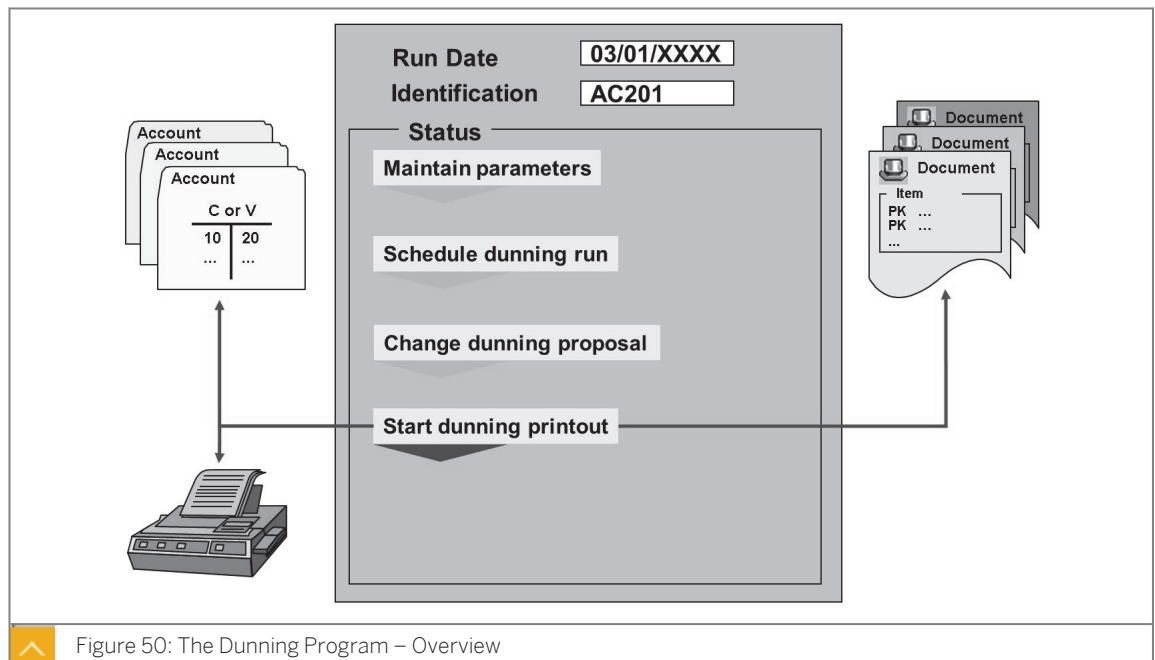 Run Date 03/01/XXXX
Identification AC201
Status
Maintain parameters
Schedule dunning run
Change dunning proposal
Start dunning printout
Account
Account
Account
C or V
10 20
... ...
Document
Document
Document
Item
PK ...
PK ...
...
Figure 50: The Dunning Program – Overview